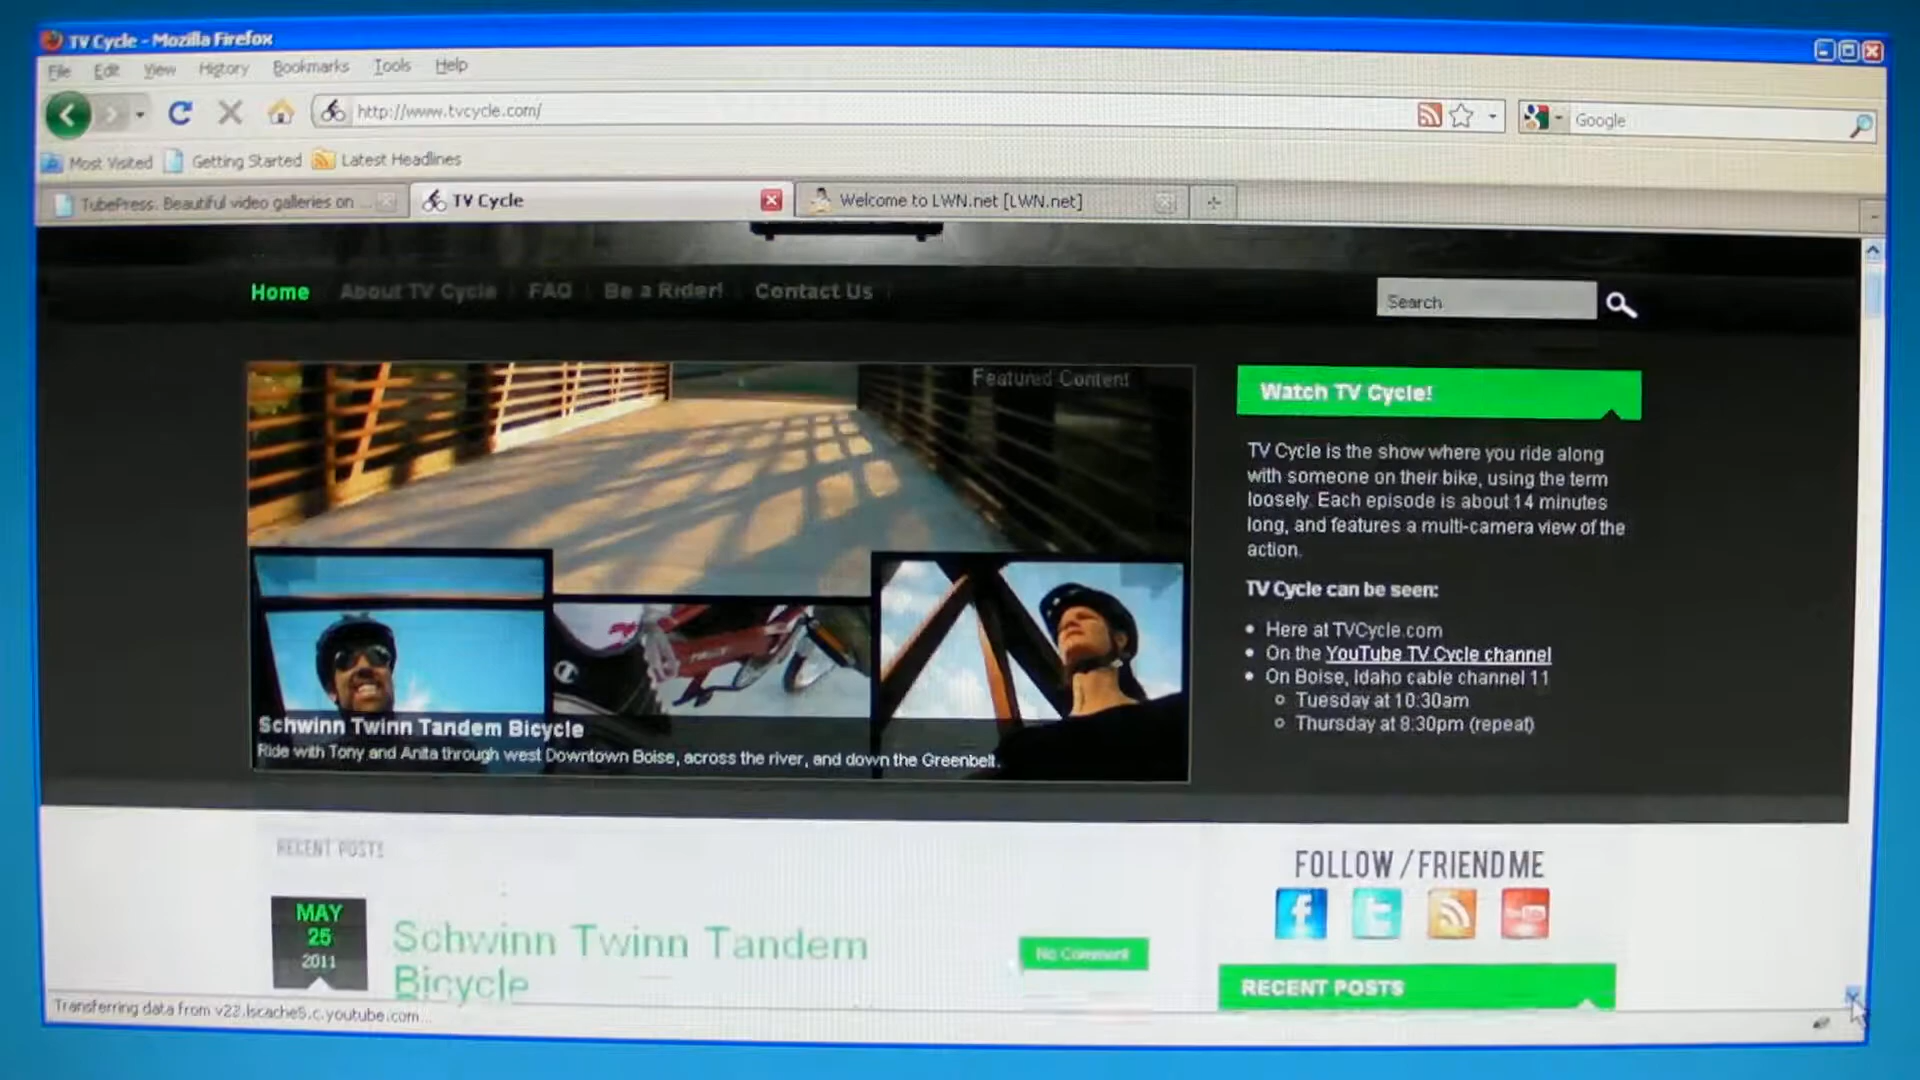 TV Cycle - Mozilla Firefox
File Edit View History Bookmarks Tools Help
http://www.tvcycle.com/
Google
Most Visited Getting Started Latest Headlines
TubePress. Beautiful video galleries on ...
TV Cycle
Welcome to LWN.net [LWN.net]
Home About TV Cycle FAQ Be a Rider! Contact Us
Search
Featured Content
Schwinn Twinn Tandem Bicycle
Ride with Tony and Anita through west Downtown Boise, across the river, and down the Greenbelt.
Watch TV Cycle!
TV Cycle is the show where you ride along
with someone on their bike, using the term
loosely. Each episode is about 14 minutes
long, and features a multi-camera view of the
action.
TV Cycle can be seen:
Here at TVCycle.com
On the YouTube TV Cycle channel
On Boise, Idaho cable channel 11
Tuesday at 10:30am
Thursday at 8:30pm (repeat)
RECENT POSTS
MAY
25
2011
Schwinn Twinn Tandem
Bicycle
No Comment
FOLLOW / FRIEND ME
RECENT POSTS
Transferring data from v22.lscache5.c.youtube.com...